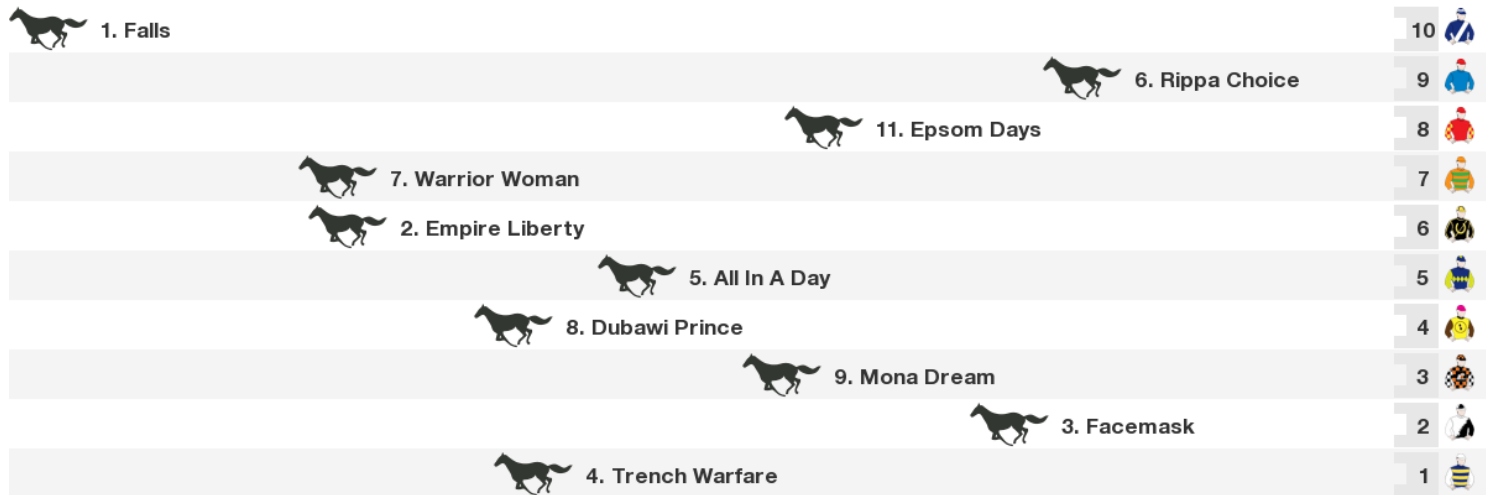 1. Falls 10
6. Rippa Choice 9
11. Epsom Days 8
7. Warrior Woman 7
2. Empire Liberty 6
5. All In A Day 5
8. Dubawi Prince 4
9. Mona Dream 3
3. Facemask 2
4. Trench Warfare 1